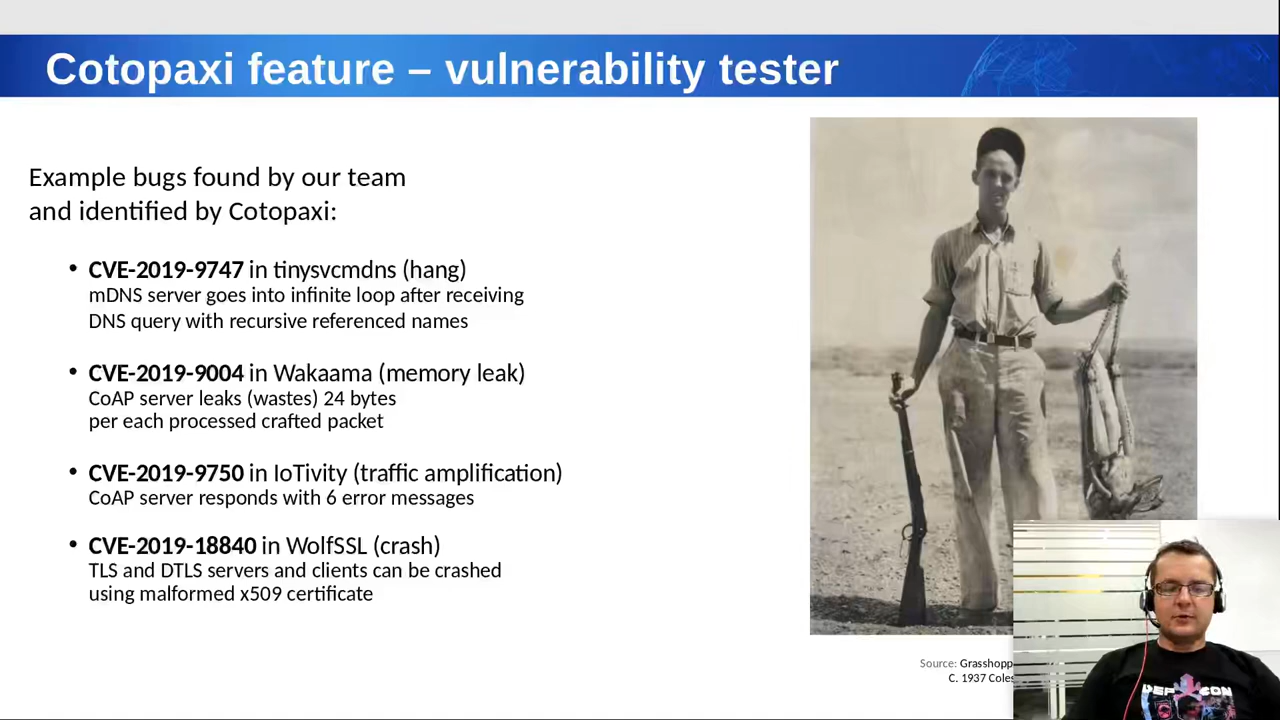 Cotopaxi feature – vulnerability tester
Example bugs found by our team
and identified by Cotopaxi:
• CVE-2019-9747 in tinysvcmdns (hang)
mDNS server goes into infinite loop after receiving
DNS query with recursive referenced names
• CVE-2019-9004 in Wakaama (memory leak)
CoAP server leaks (wastes) 24 bytes
per each processed crafted packet
• CVE-2019-9750 in IoTivity (traffic amplification)
CoAP server responds with 6 error messages
• CVE-2019-18840 in WolfSSL (crash)
TLS and DTLS servers and clients can be crashed
using malformed x509 certificate
Source: Grasshopp
C. 1937 Coles
DEF CON